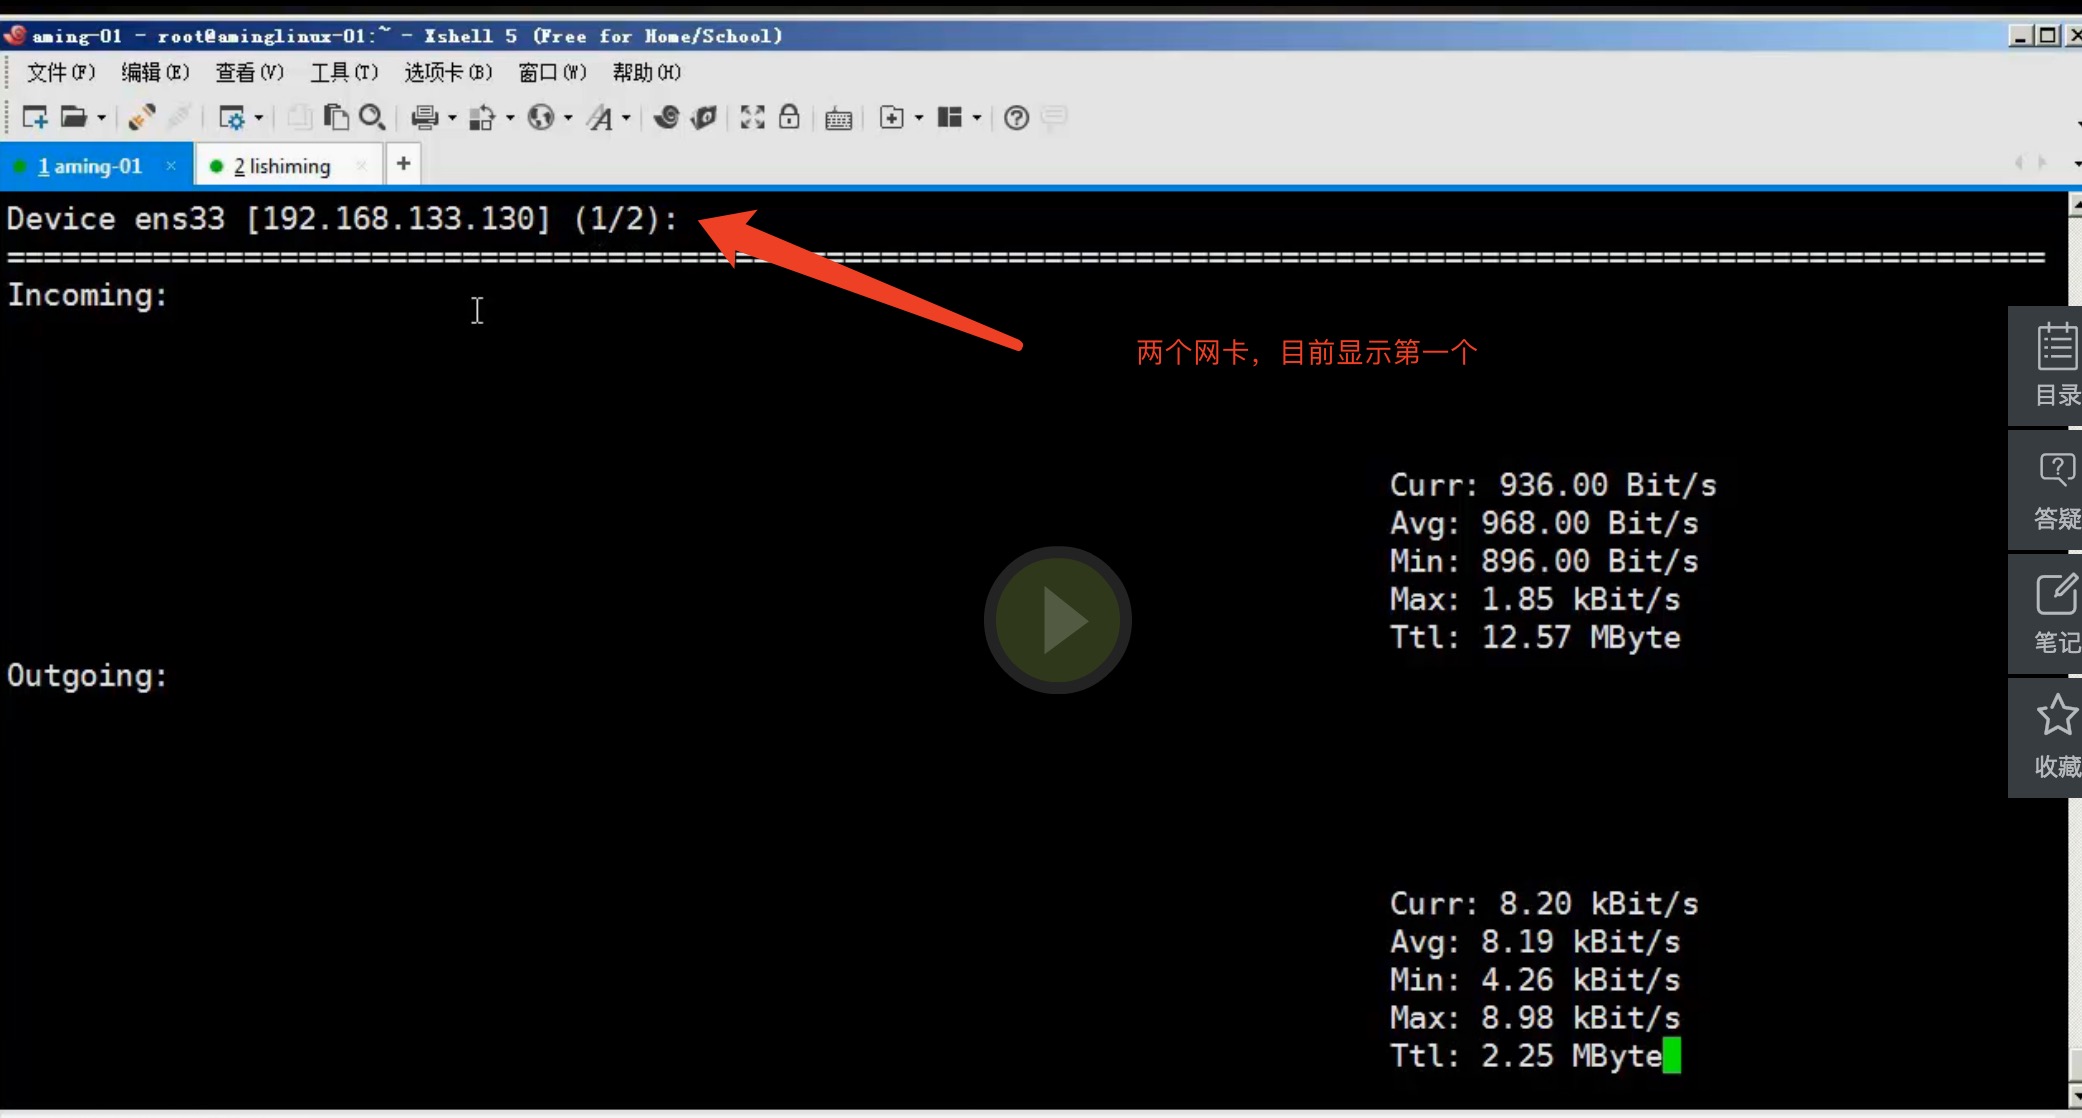 aming-01 - root@aminglinux-01:~ - Xshell 5 (Free for Home/School)
文件(F) 编辑(E) 查看(V) 工具(T) 选项卡(B) 窗口(W) 帮助(H)
1 aming-01 × 2 lishiming × +
Device ens33 [192.168.133.130] (1/2):
================================================================================================================
Incoming:
两个网卡，目前显示第一个
目录
Curr: 936.00 Bit/s
Avg: 968.00 Bit/s
Min: 896.00 Bit/s
Max: 1.85 kBit/s
Ttl: 12.57 MByte
答疑
笔记
Outgoing:
收藏
Curr: 8.20 kBit/s
Avg: 8.19 kBit/s
Min: 4.26 kBit/s
Max: 8.98 kBit/s
Ttl: 2.25 MByte